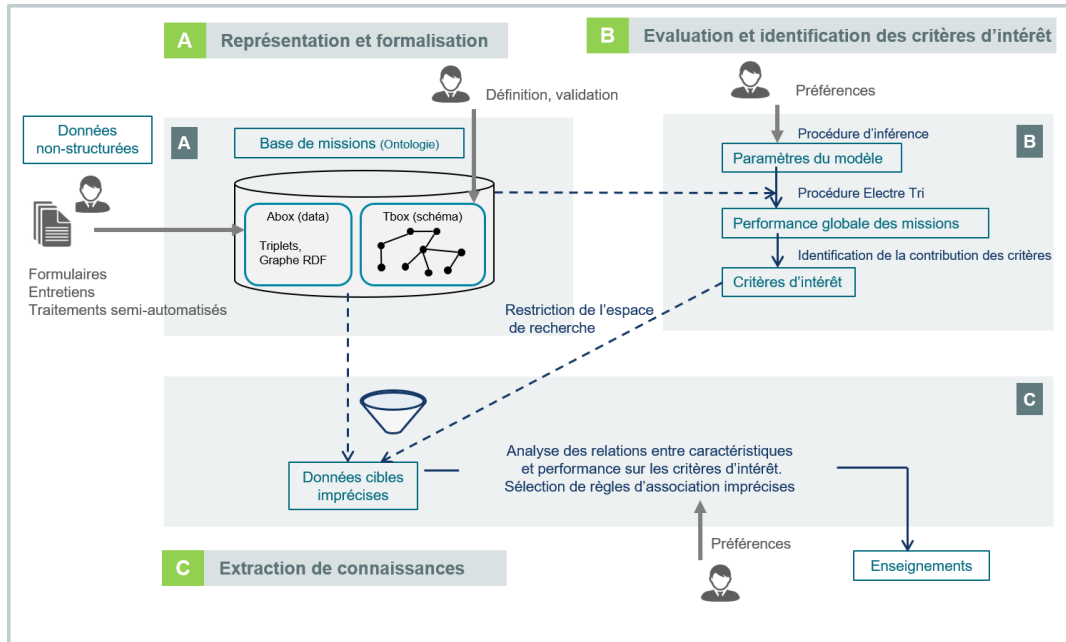 A
Représentation et formalisation
B
Evaluation et identification des critères d'intérêt
Définition, validation
Préférences
Données
non-structurées
A
Base de missions (Ontologie)
B
Procédure d'inférence
Paramètres du modèle
Procédure Electre Tri
Abox (data)
Triplets,
Graphe RDF
Tbox (schéma)
Performance globale des missions
Identification de la contribution des critères
Critères d'intérêt
Formulaires
Entretiens
Traitements semi-automatisés
Restriction de l'espace
de recherche
C
Analyse des relations entre caractéristiques
et performance sur les critères d'intérêt.
Sélection de règles d'association imprécises
Données cibles
imprécises
Préférences
C
Extraction de connaissances
Enseignements